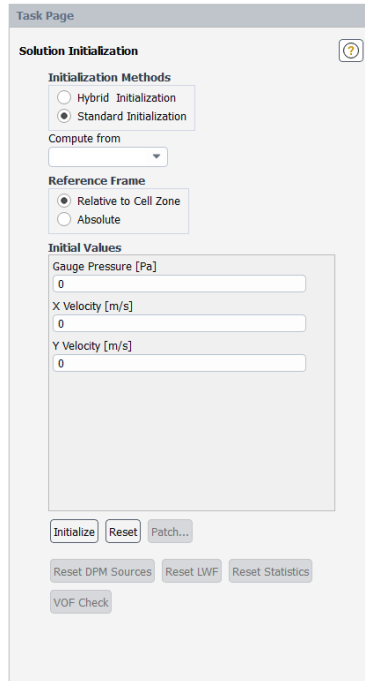 Task Page
Solution Initialization
?
Initialization Methods
Hybrid Initialization
Standard Initialization
Compute from
Reference Frame
Relative to Cell Zone
Absolute
Initial Values
Gauge Pressure [Pa]
0
X Velocity [m/s]
0
Y Velocity [m/s]
0
Initialize Reset Patch...
Reset DPM Sources Reset LWF Reset Statistics
VOF Check